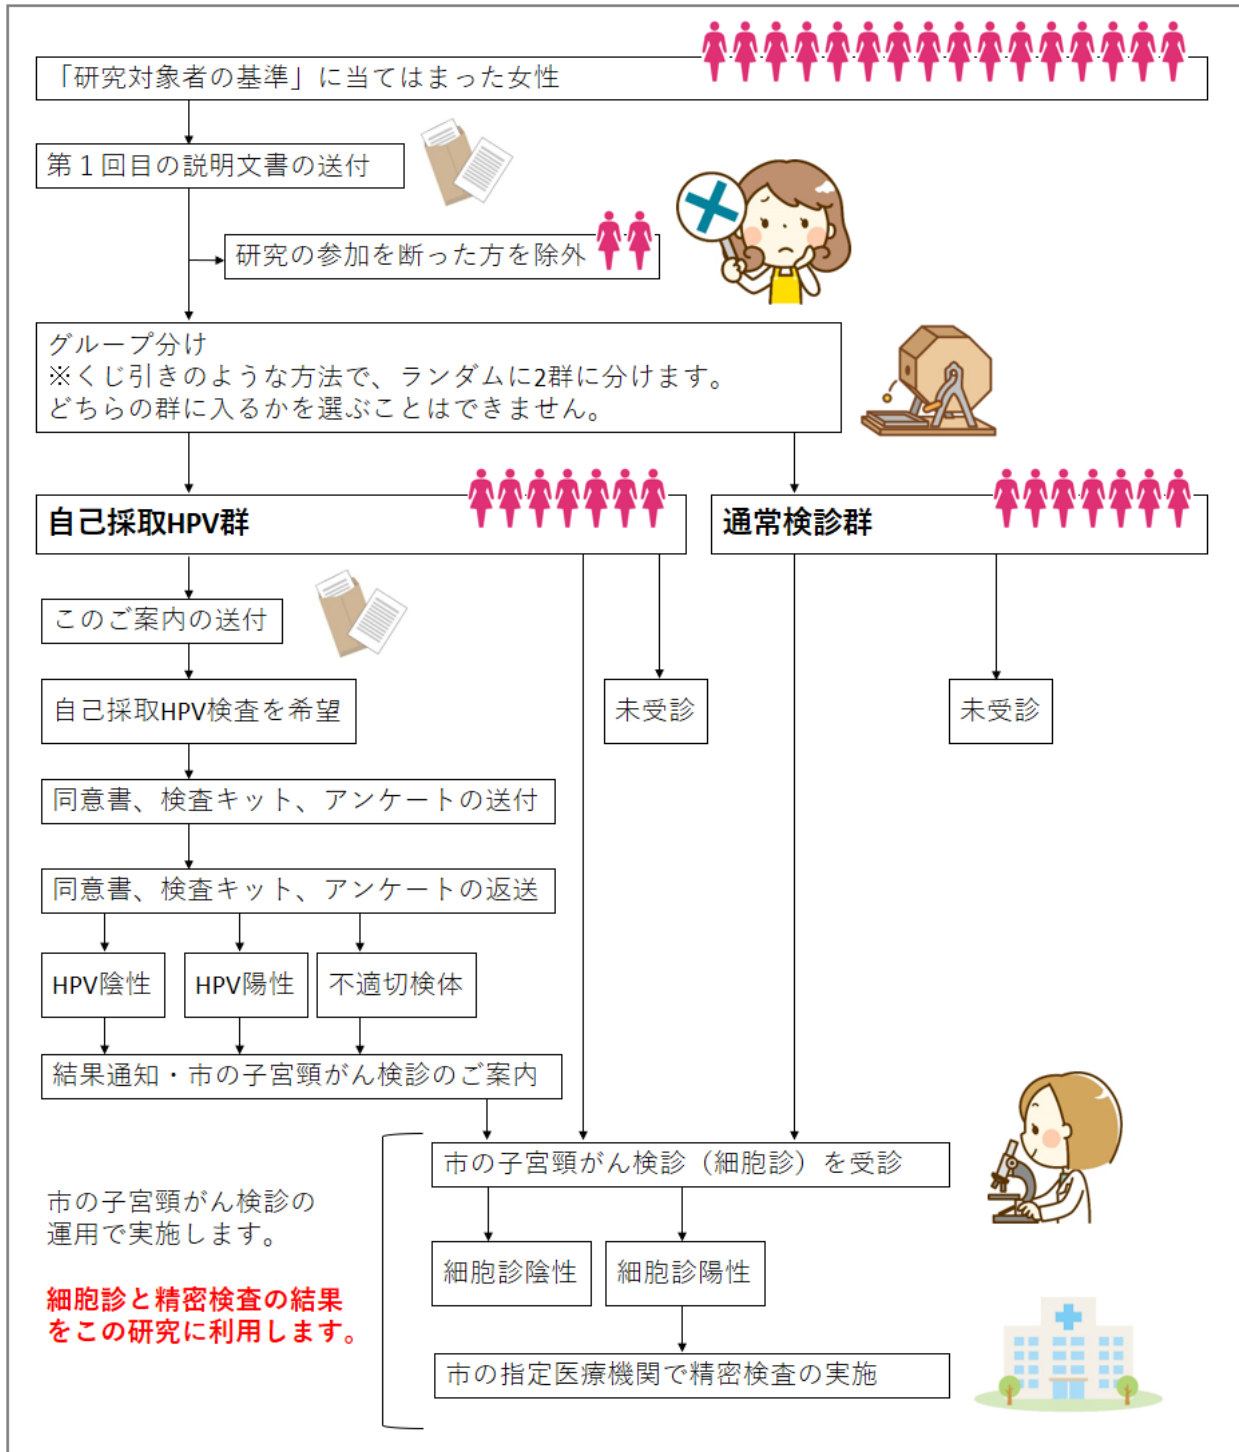 「研究対象者の基準」に当てはまった女性
第１回目の説明文書の送付
研究の参加を断った方を除外
グループ分け
※くじ引きのような方法で、ランダムに2群に分けます。
どちらの群に入るかを選ぶことはできません。
自己採取HPV群
通常検診群
このご案内の送付
自己採取HPV検査を希望
未受診
未受診
同意書、検査キット、アンケートの送付
同意書、検査キット、アンケートの返送
HPV陰性
HPV陽性
不適切検体
結果通知・市の子宮頸がん検診のご案内
市の子宮頸がん検診（細胞診）を受診
市の子宮頸がん検診の
運用で実施します。
細胞診陰性
細胞診陽性
細胞診と精密検査の結果
をこの研究に利用します。
市の指定医療機関で精密検査の実施